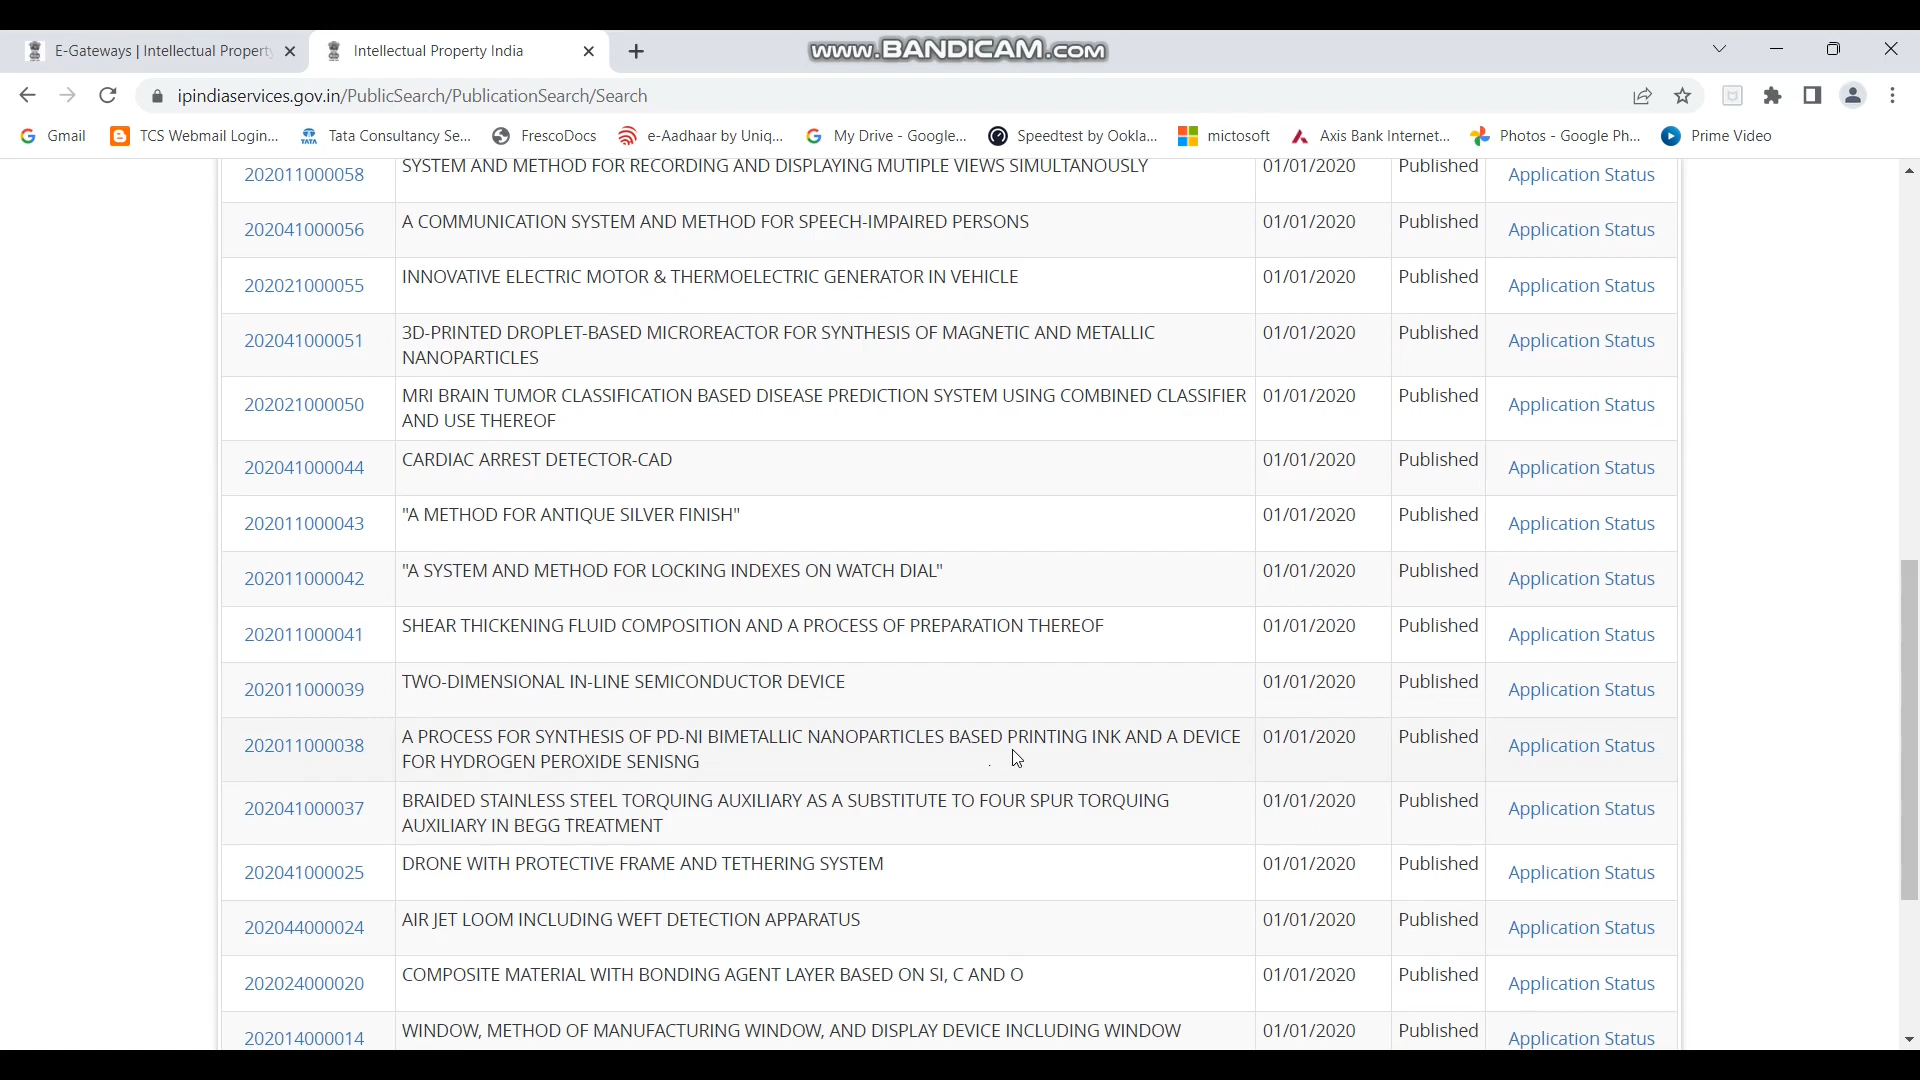 E-Gateways | Intellectual Property
Intellectual Property India
www.BANDICAM.com
ipindiaservices.gov.in/PublicSearch/PublicationSearch/Search
Gmail
TCS Webmail Login...
TATA
Tata Consultancy Se...
FrescoDocs
e-Aadhaar by Uniq...
My Drive - Google...
Speedtest by Ookla...
mictosoft
Axis Bank Internet...
Photos - Google Ph...
Prime Video
202011000058 SYSTEM AND METHOD FOR RECORDING AND DISPLAYING MUTIPLE VIEWS SIMULTANOUSLY 01/01/2020 Published Application Status
202041000056 A COMMUNICATION SYSTEM AND METHOD FOR SPEECH-IMPAIRED PERSONS 01/01/2020 Published Application Status
202021000055 INNOVATIVE ELECTRIC MOTOR & THERMOELECTRIC GENERATOR IN VEHICLE 01/01/2020 Published Application Status
202041000051 3D-PRINTED DROPLET-BASED MICROREACTOR FOR SYNTHESIS OF MAGNETIC AND METALLIC 01/01/2020 Published Application Status
NANOPARTICLES
202021000050 MRI BRAIN TUMOR CLASSIFICATION BASED DISEASE PREDICTION SYSTEM USING COMBINED CLASSIFIER 01/01/2020 Published Application Status
AND USE THEREOF
202041000044 CARDIAC ARREST DETECTOR-CAD 01/01/2020 Published Application Status
202011000043 "A METHOD FOR ANTIQUE SILVER FINISH" 01/01/2020 Published Application Status
202011000042 "A SYSTEM AND METHOD FOR LOCKING INDEXES ON WATCH DIAL" 01/01/2020 Published Application Status
202011000041 SHEAR THICKENING FLUID COMPOSITION AND A PROCESS OF PREPARATION THEREOF 01/01/2020 Published Application Status
202011000039 TWO-DIMENSIONAL IN-LINE SEMICONDUCTOR DEVICE 01/01/2020 Published Application Status
202011000038 A PROCESS FOR SYNTHESIS OF PD-NI BIMETALLIC NANOPARTICLES BASED PRINTING INK AND A DEVICE 01/01/2020 Published Application Status
FOR HYDROGEN PEROXIDE SENISNG
202041000037 BRAIDED STAINLESS STEEL TORQUING AUXILIARY AS A SUBSTITUTE TO FOUR SPUR TORQUING 01/01/2020 Published Application Status
AUXILIARY IN BEGG TREATMENT
202041000025 DRONE WITH PROTECTIVE FRAME AND TETHERING SYSTEM 01/01/2020 Published Application Status
202044000024 AIR JET LOOM INCLUDING WEFT DETECTION APPARATUS 01/01/2020 Published Application Status
202024000020 COMPOSITE MATERIAL WITH BONDING AGENT LAYER BASED ON SI, C AND O 01/01/2020 Published Application Status
202014000014 WINDOW, METHOD OF MANUFACTURING WINDOW, AND DISPLAY DEVICE INCLUDING WINDOW 01/01/2020 Published Application Status